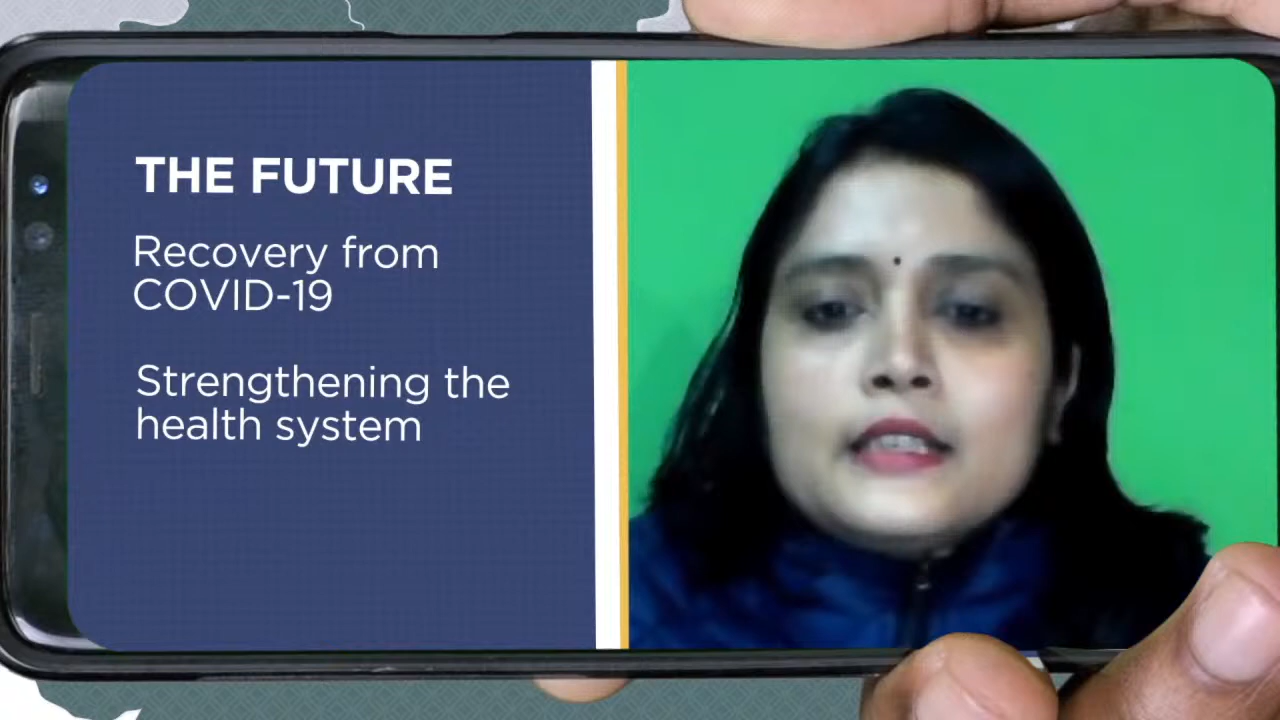 THE FUTURE
Recovery from
COVID-19
Strengthening the
health system